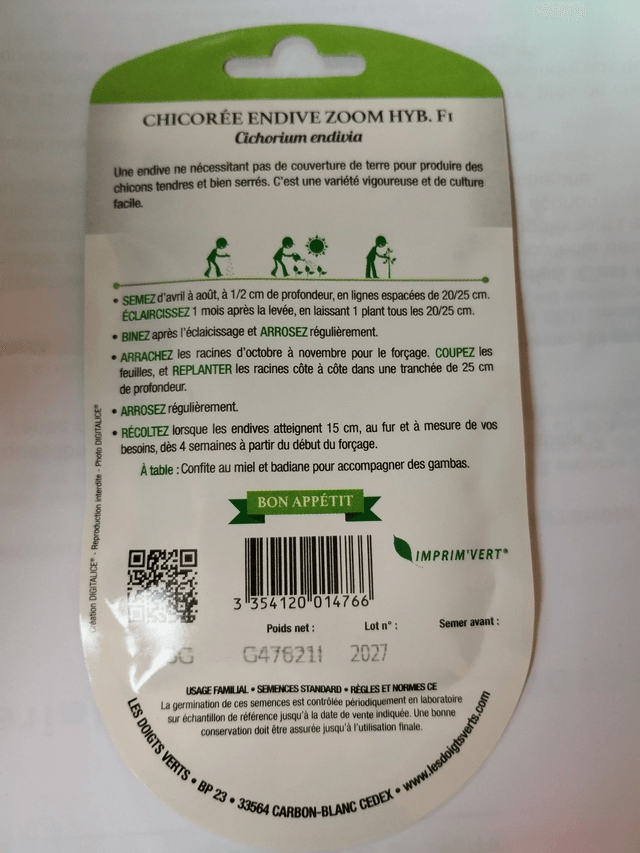 CHICORÉE ENDIVE ZOOM HYB. F1
Cichorium endivia
Une endive ne nécessitant pas de couverture de terre pour produire des
chicons tendres et bien serrés. C'est une variété vigoureuse et de culture
facile.
• SEMEZ d'avril à août, à 1/2 cm de profondeur, en lignes espacées de 20/25 cm.
ÉCLAIRCISSEZ 1 mois après la levée, en laissant 1 plant tous les 20/25 cm.
• BINEZ après l'éclaicissage et ARROSEZ régulièrement.
• ARRACHEZ les racines d'octobre à novembre pour le forçage. COUPEZ les
feuilles, et REPLANTER les racines côte à côte dans une tranchée de 25 cm
de profondeur.
• ARROSEZ régulièrement.
• RÉCOLTEZ lorsque les endives atteignent 15 cm, au fur et à mesure de vos
besoins, dès 4 semaines à partir du début du forçage.
À table : Confite au miel et badiane pour accompagner des gambas.
Création DIGITALICE® - Reproduction interdite - Photo DIGITALICE®
BON APPÉTIT
IMPRIM'VERT®
3 354120 014766
Poids net : Lot n° : Semer avant :
G476211 2027
USAGE FAMILIAL • SEMENCES STANDARD • RÈGLES ET NORMES CE
La germination de ces semences est contrôlée périodiquement en laboratoire
sur échantillon de référence jusqu'à la date de vente indiquée. Une bonne
conservation doit être assurée jusqu'à l'utilisation finale.
LES DOIGTS VERTS • BP 23 • 33564 CARBON-BLANC CEDEX • www.lesdoigtsverts.com